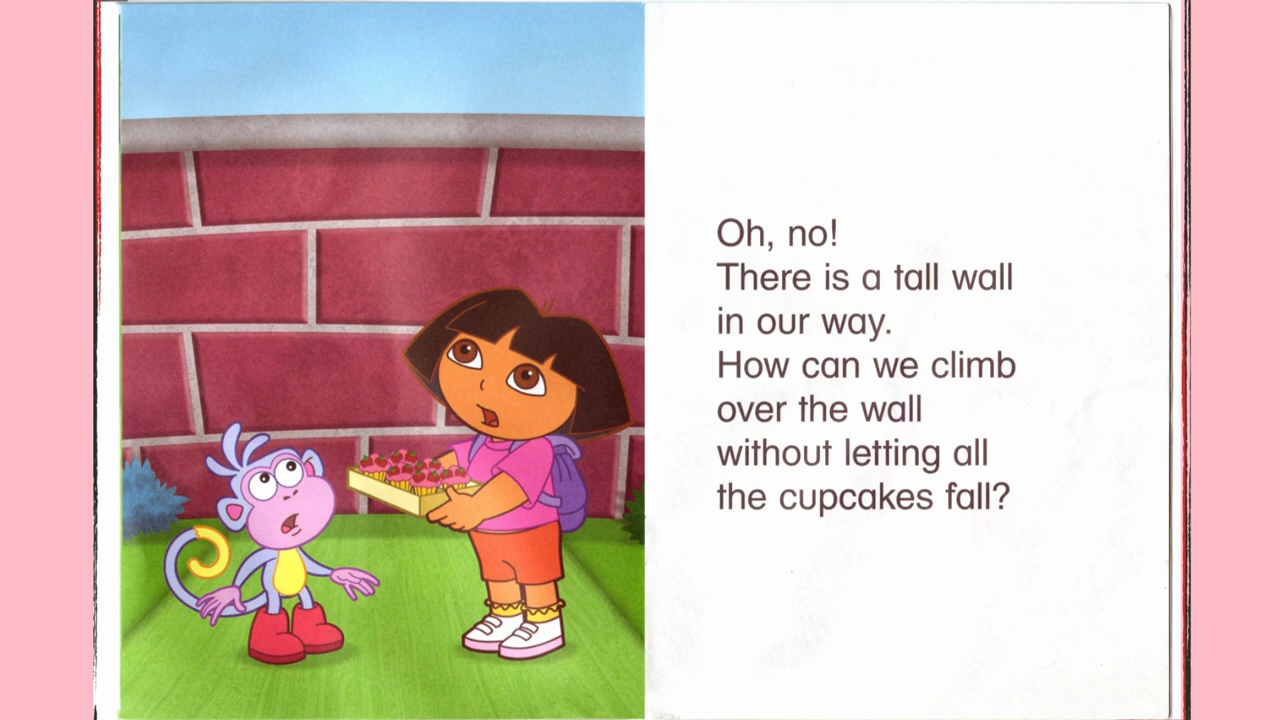 Oh, no!
There is a tall wall
in our way.
How can we climb
over the wall
without letting all
the cupcakes fall?